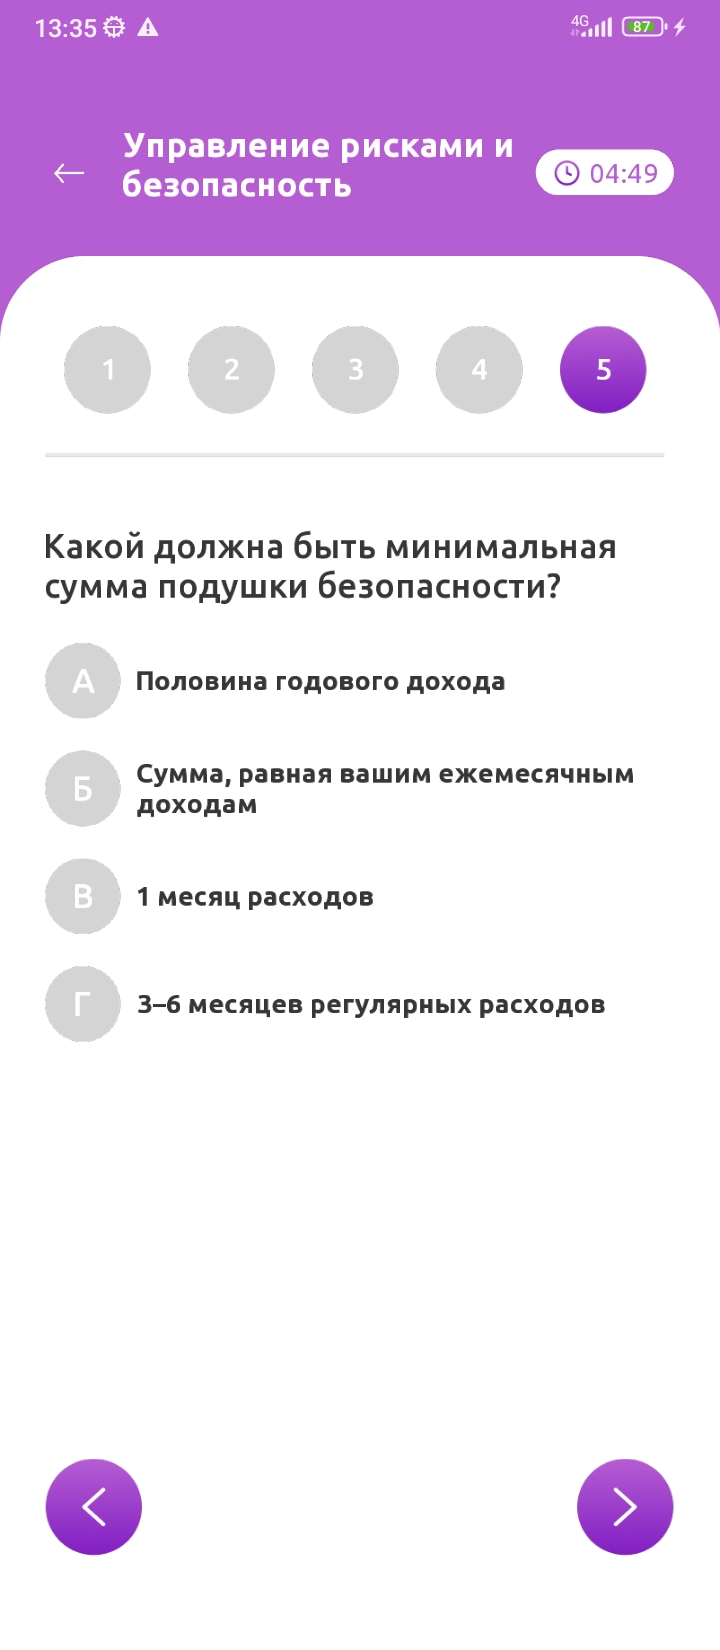 13:35
4G
87
Управление рисками и
безопасность
04:49
1 2 3 4 5
Какой должна быть минимальная
сумма подушки безопасности?
А
Половина годового дохода
Б
Сумма, равная вашим ежемесячным
доходам
В
1 месяц расходов
Г
3–6 месяцев регулярных расходов